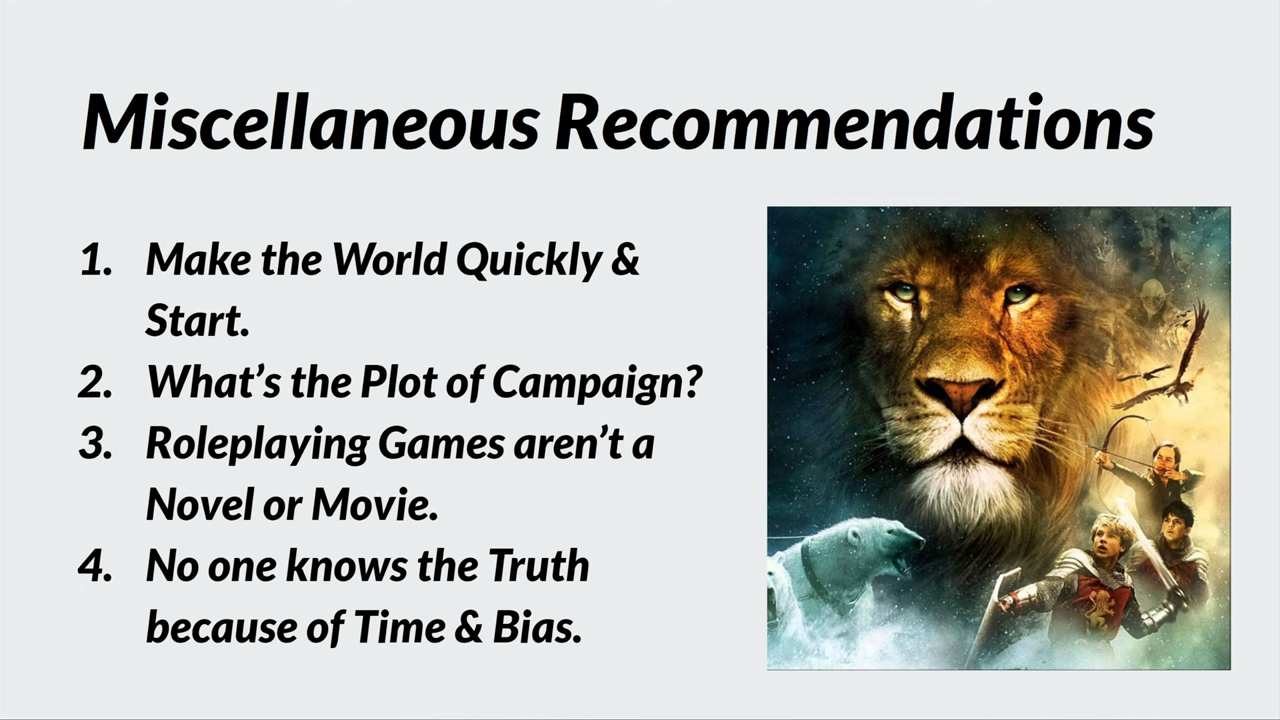 Miscellaneous Recommendations
1. Make the World Quickly &
Start.
2. What’s the Plot of Campaign?
3. Roleplaying Games aren’t a
Novel or Movie.
4. No one knows the Truth
because of Time & Bias.